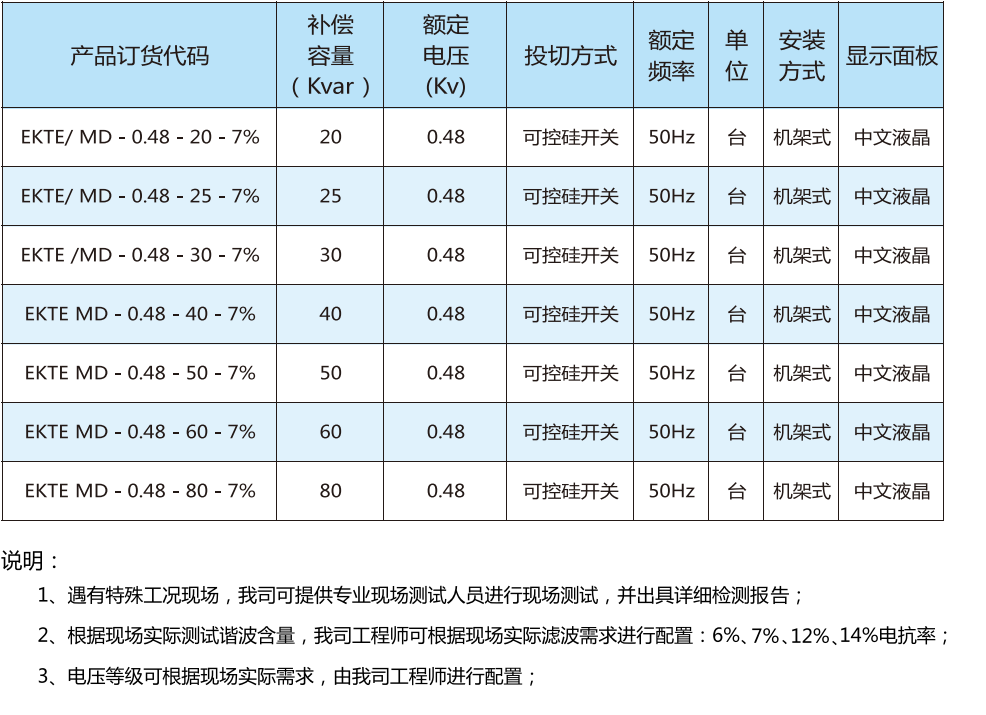 产品订货代码 补偿容量（Kvar） 额定电压(Kv) 投切方式 额定频率 单位 安装方式 显示面板
EKTE/ MD - 0.48 - 20 - 7% 20 0.48 可控硅开关 50Hz 台 机架式 中文液晶
EKTE/ MD - 0.48 - 25 - 7% 25 0.48 可控硅开关 50Hz 台 机架式 中文液晶
EKTE /MD - 0.48 - 30 - 7% 30 0.48 可控硅开关 50Hz 台 机架式 中文液晶
EKTE MD - 0.48 - 40 - 7% 40 0.48 可控硅开关 50Hz 台 机架式 中文液晶
EKTE MD - 0.48 - 50 - 7% 50 0.48 可控硅开关 50Hz 台 机架式 中文液晶
EKTE MD - 0.48 - 60 - 7% 60 0.48 可控硅开关 50Hz 台 机架式 中文液晶
EKTE MD - 0.48 - 80 - 7% 80 0.48 可控硅开关 50Hz 台 机架式 中文液晶
说明：
1、遇有特殊工况现场，我司可提供专业现场测试人员进行现场测试，并出具详细检测报告；
2、根据现场实际测试谐波含量，我司工程师可根据现场实际滤波需求进行配置：6%、7%、12%、14%电抗率；
3、电压等级可根据现场实际需求，由我司工程师进行配置；